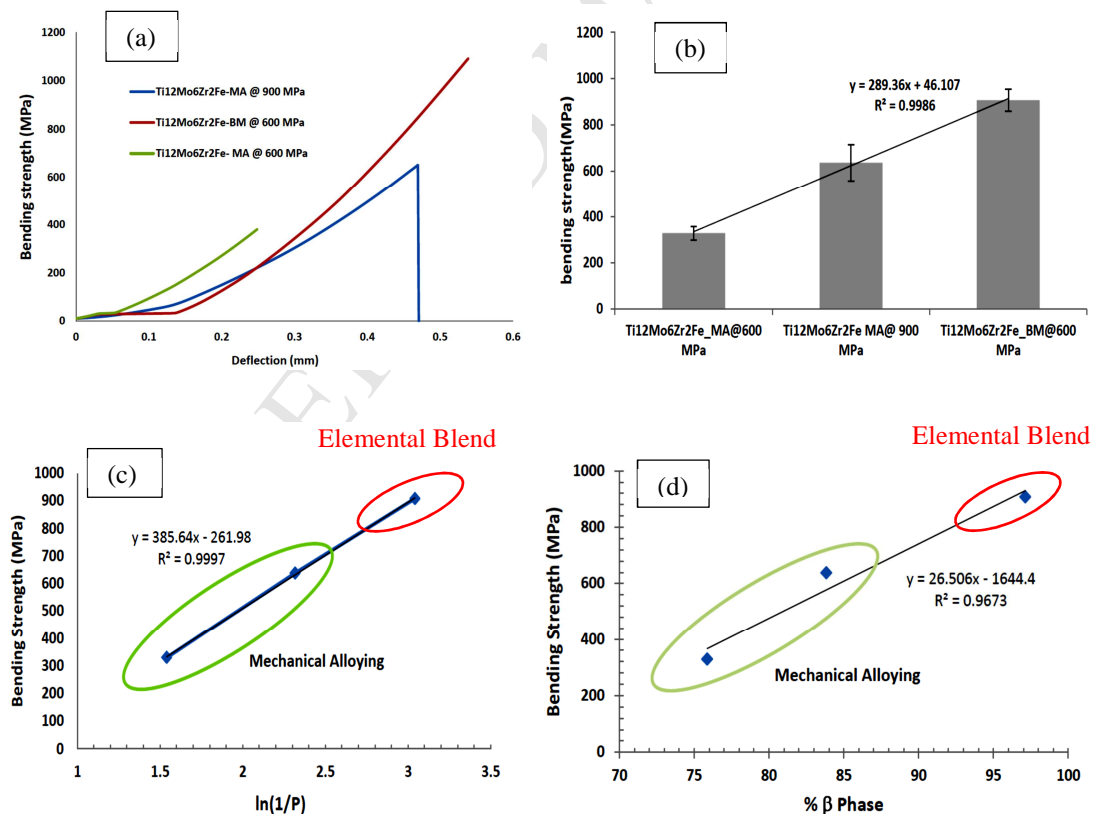 (a)
1200
1000
800
600
400
200
0
Bending strength (MPa)
Ti12Mo6Zr2Fe-MA @ 900 MPa
Ti12Mo6Zr2Fe-BM @ 600 MPa
Ti12Mo6Zr2Fe- MA @ 600 MPa
0 0.1 0.2 0.3 0.4 0.5 0.6
Deflection (mm)
(b)
1200
1000
800
600
400
200
0
bending strength(MPa)
y = 289.36x + 46.107
R² = 0.9986
Ti12Mo6Zr2Fe_MA@600
MPa
Ti12Mo6Zr2Fe MA@ 900
MPa
Ti12Mo6Zr2Fe_BM@600
MPa
Elemental Blend
(c)
1000
900
800
700
600
500
400
300
200
100
0
Bending Strength (MPa)
y = 385.64x - 261.98
R² = 0.9997
Mechanical Alloying
1 1.5 2 2.5 3 3.5
ln(1/P)
Elemental Blend
(d)
1000
800
600
400
200
0
Bending Strength (MPa)
y = 26.506x - 1644.4
R² = 0.9673
Mechanical Alloying
70 75 80 85 90 95 100
% β Phase